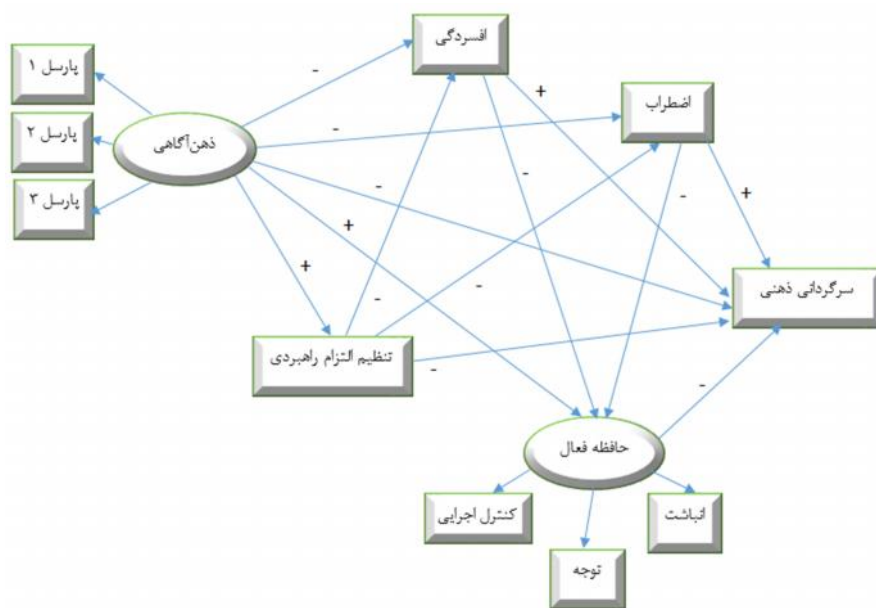 افسردگی
پارسل ۱
اضطراب
پارسل ۲
ذهن‌آگاهی
پارسل ۳
-
+
-
-
-
-
+
+
+
-
-
سرگردانی ذهنی
تنظیم التزام راهبردی
-
-
حافظه فعال
کنترل اجرایی
انباشت
توجه